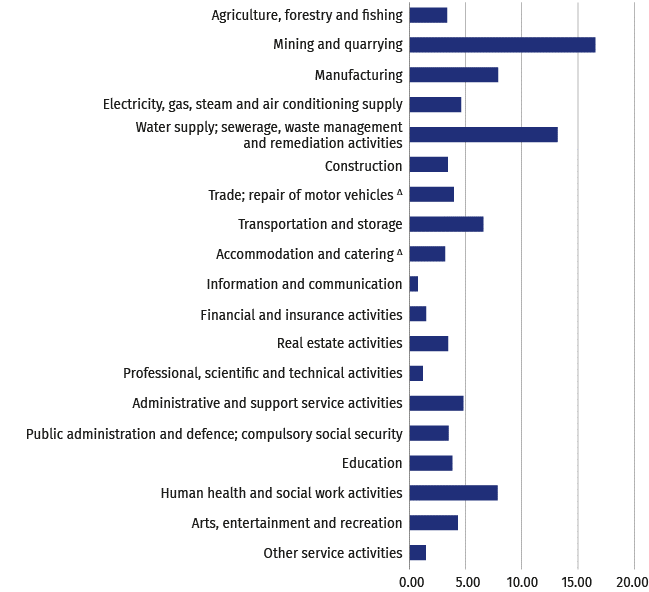 Agriculture, forestry and fishing
Mining and quarrying
Manufacturing
Electricity, gas, steam and air conditioning supply
Water supply; sewerage, waste management
and remediation activities
Construction
Trade; repair of motor vehicles ᐃ
Transportation and storage
Accommodation and catering ᐃ
Information and communication
Financial and insurance activities
Real estate activities
Professional, scientific and technical activities
Administrative and support service activities
Public administration and defence; compulsory social security
Education
Human health and social work activities
Arts, entertainment and recreation
Other service activities
0.00 5.00 10.00 15.00 20.00